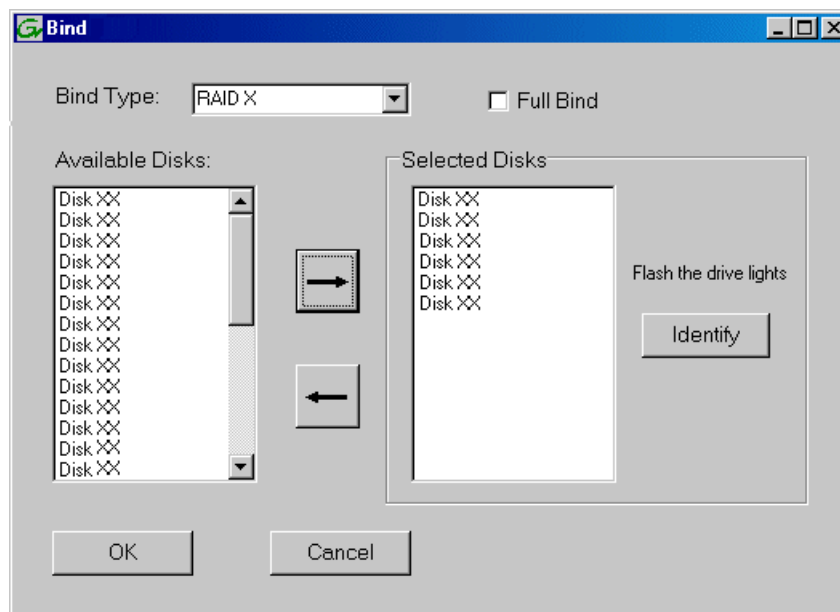 Bind
Bind Type: RAID X Full Bind
Available Disks:
Disk XX
Disk XX
Disk XX
Disk XX
Disk XX
Disk XX
Disk XX
Disk XX
Disk XX
Disk XX
Disk XX
Disk XX
Disk XX
Disk XX
Selected Disks
Disk XX
Disk XX
Disk XX
Disk XX
Disk XX
Disk XX
Flash the drive lights
Identify
OK Cancel